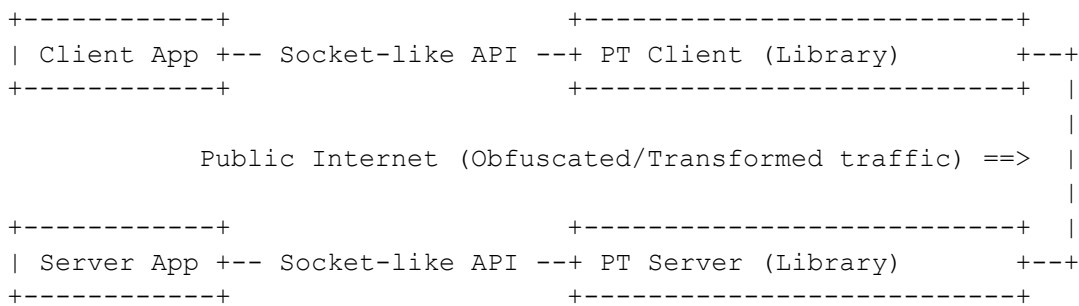 +------------+                    +---------------------------+
| Client App +-- Socket-like API --+ PT Client (Library)       +--+
+------------+                    +---------------------------+  |
                                                                 |
           Public Internet (Obfuscated/Transformed traffic) ==>  |
                                                                 |
+------------+                    +---------------------------+  |
| Server App +-- Socket-like API --+ PT Server (Library)       +--+
+------------+                    +---------------------------+